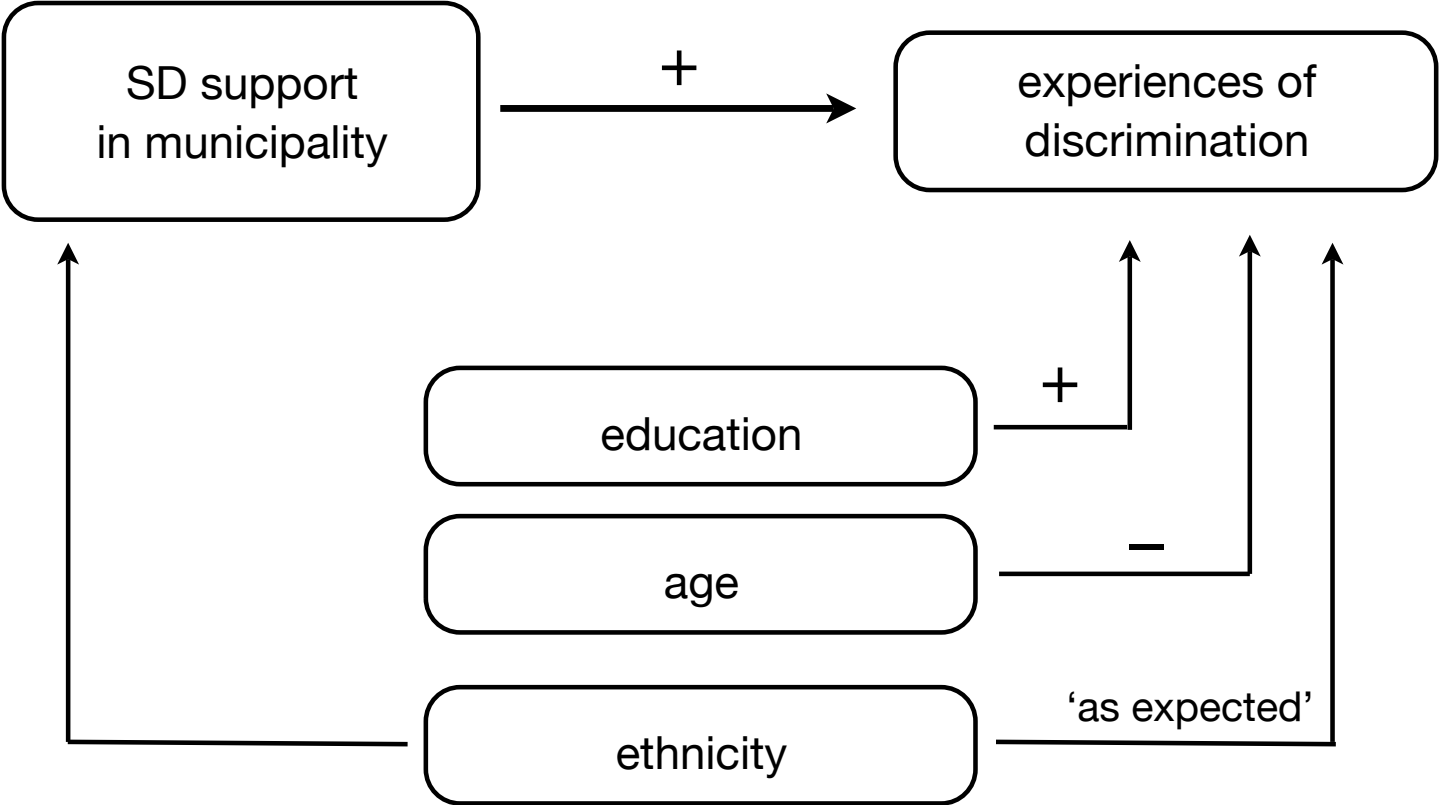 SD support
in municipality
+
experiences of
discrimination
education
+
age
–
ethnicity
‘as expected’